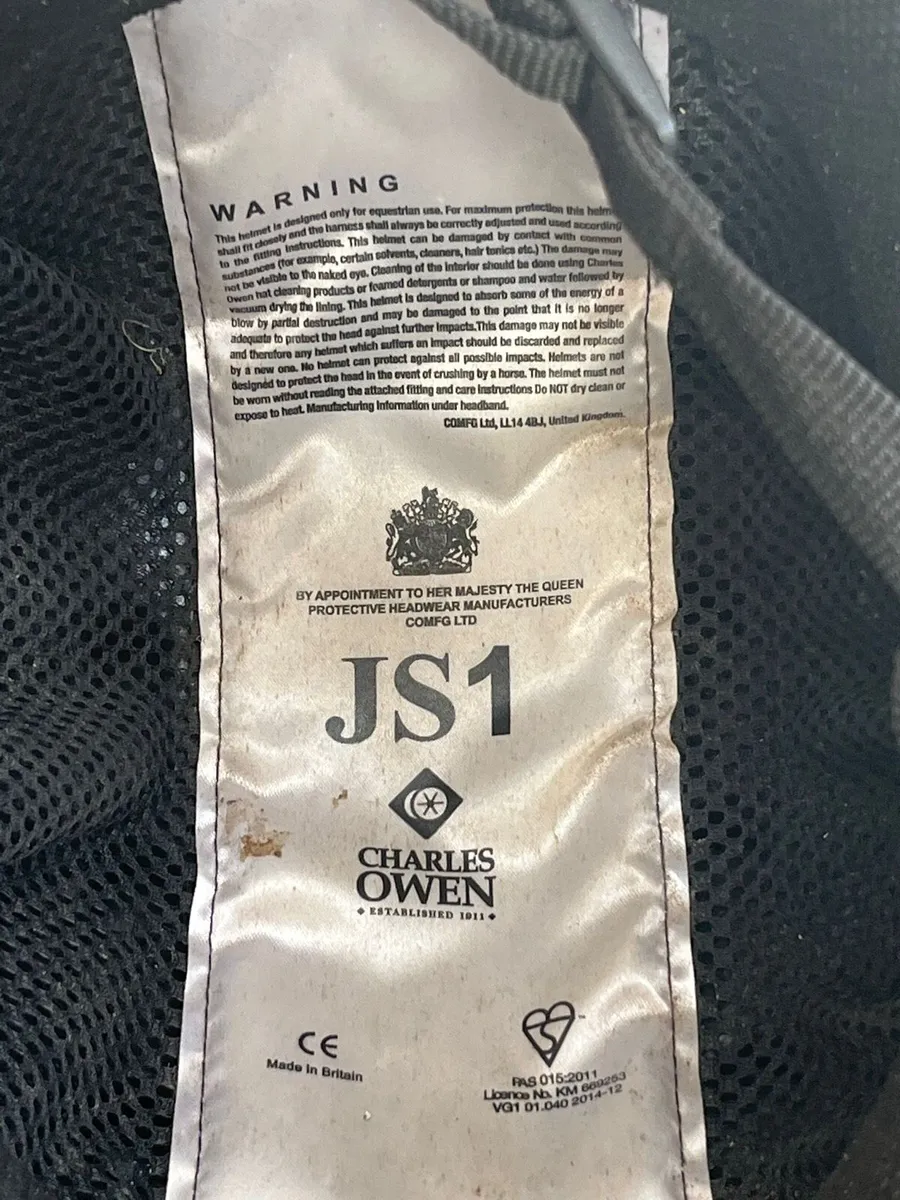 WARNING
This helmet is designed only for equestrian use. For maximum protection this helm
shall fit closely and the harness shall always be correctly adjusted and used according
to the fitting instructions. This helmet can be damaged by contact with common
substances (for example, certain solvents, cleaners, hair tonics etc.) The damage may
not be visible to the naked eye. Cleaning of the interior should be done using Charles
Owen hat cleaning products or foamed detergents or shampoo and water followed by
vacuum drying the lining. This helmet is designed to absorb some of the energy of a
blow by partial destruction and may be damaged to the point that it is no longer
adequate to protect the head against further impacts.This damage may not be visible
and therefore any helmet which suffers an impact should be discarded and replaced
by a new one. No helmet can protect against all possible impacts. Helmets are not
designed to protect the head in the event of crushing by a horse. The helmet must not
be worn without reading the attached fitting and care instructions Do NOT dry clean or
expose to heat. Manufacturing information under headband.
COMFG Ltd, LL14 4BJ, United Kingdom.
BY APPOINTMENT TO HER MAJESTY THE QUEEN
PROTECTIVE HEADWEAR MANUFACTURERS
COMFG LTD
JS1
CHARLES
OWEN
ESTABLISHED 1911
CE
Made in Britain
™
PAS 015:2011
Licence No. KM 669253
VG1 01.040 2014-12